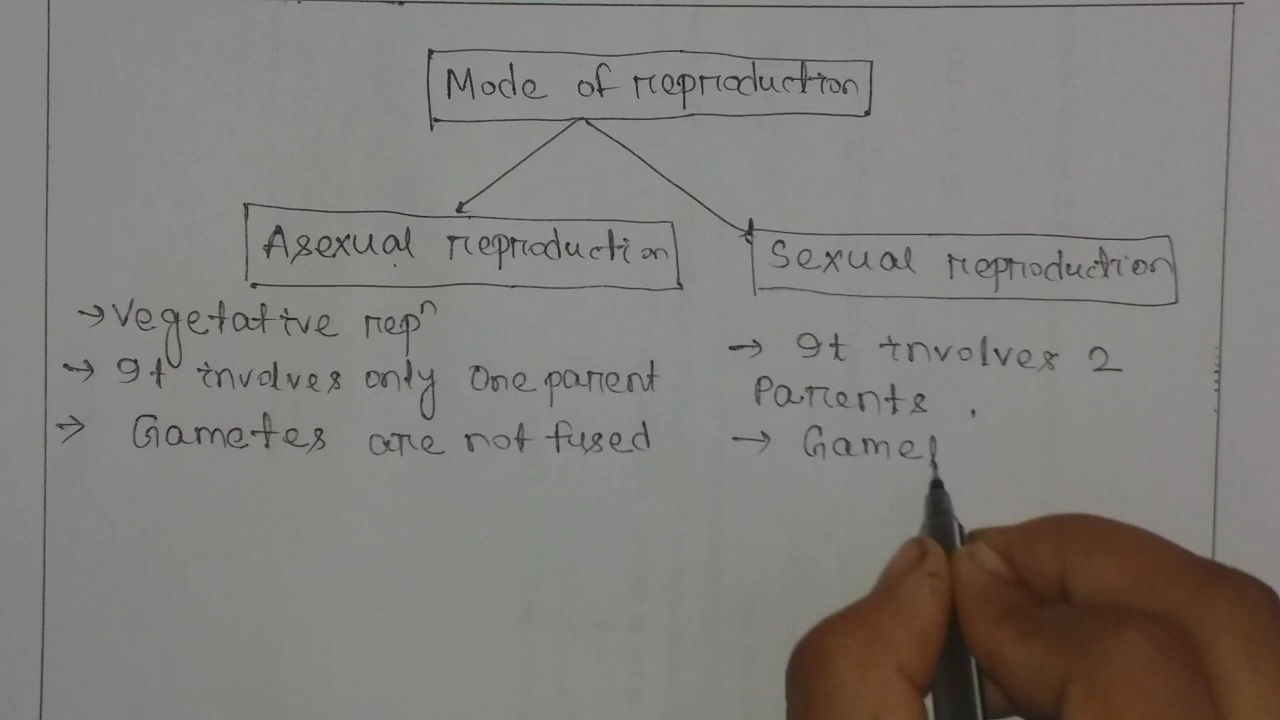 Mode of reproduction
Asexual reproduction
Sexual reproduction
→ Vegetative repⁿ
→ It involves only one parent
→ Gametes are not fused
→ It involves 2
Parents .
→ Game